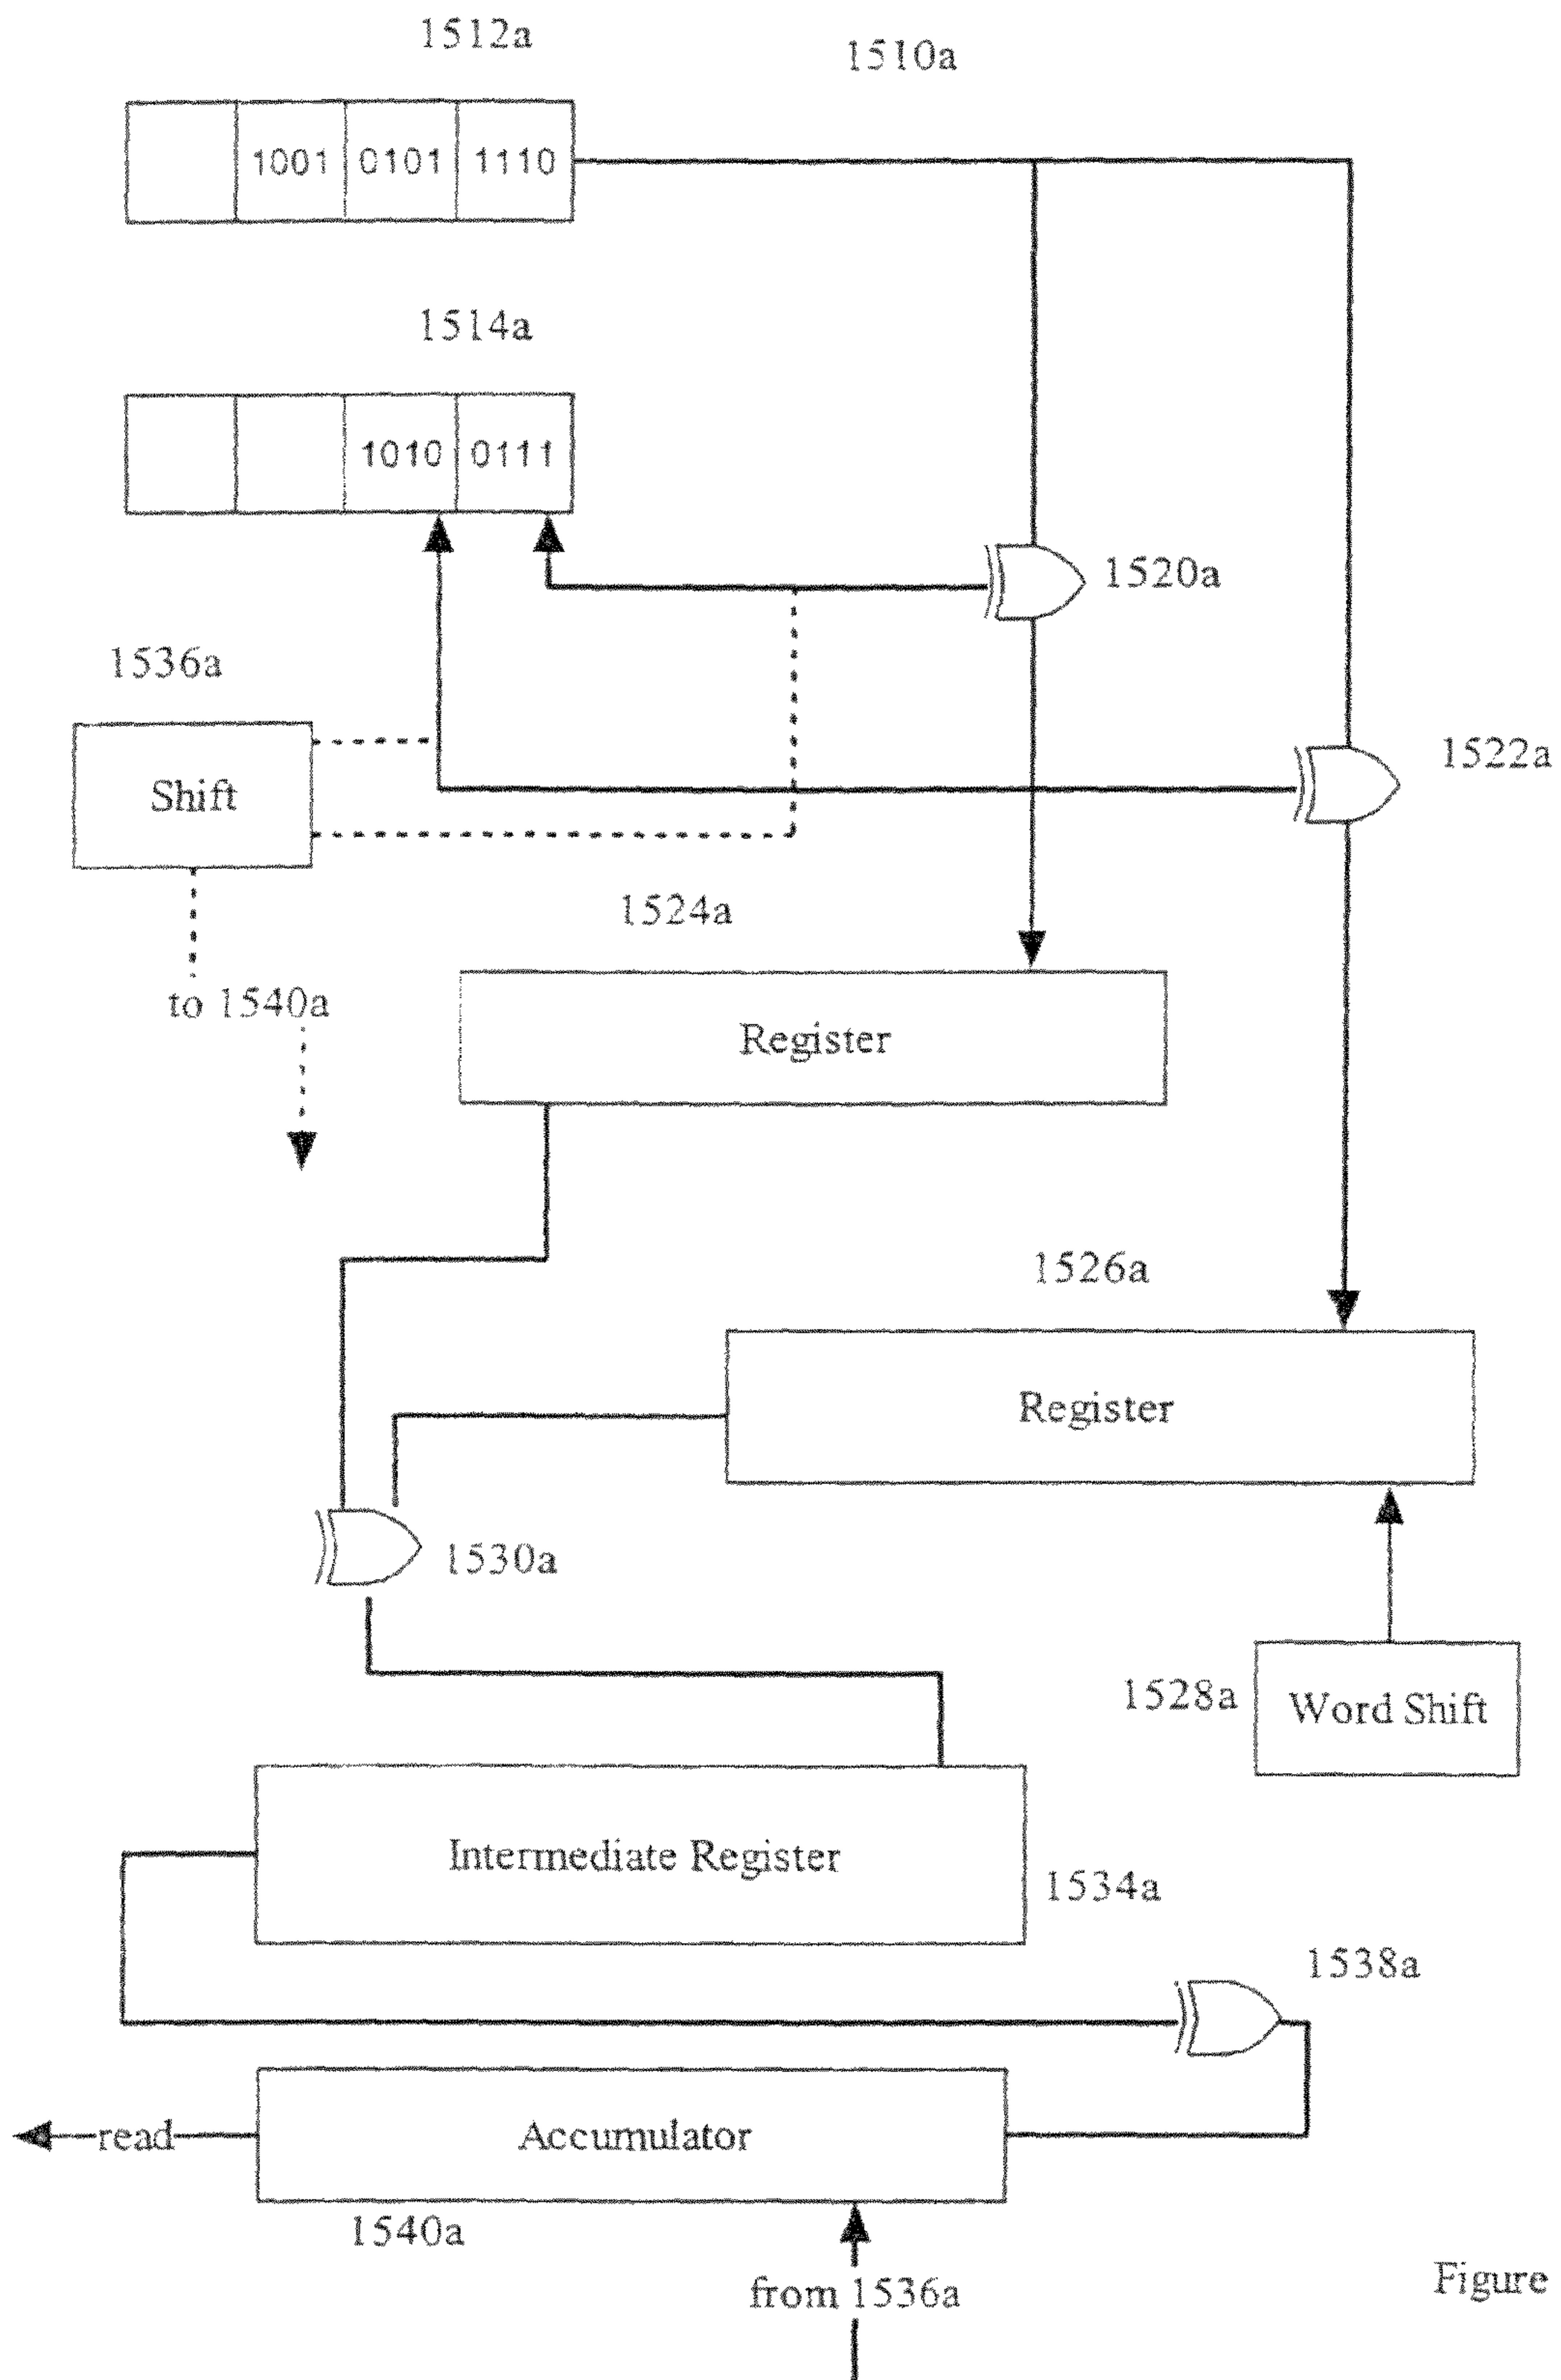 1512a
1510a
1001 0101 1110
1514a
1010 0111
1520a
1536a
1522a
Shift
1524a
to 1540a
Register
1526a
Register
1530a
1528a
Word Shift
Intermediate Register
1534a
1538a
read
Accumulator
1540a
from 1536a
Figure